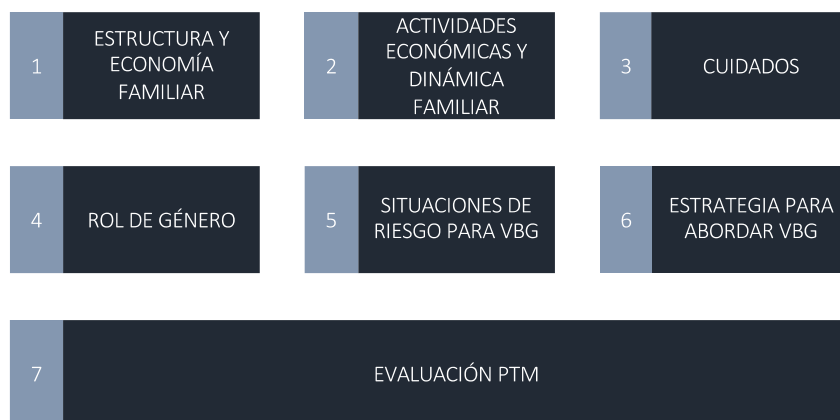 1
ESTRUCTURA Y
ECONOMÍA
FAMILIAR
2
ACTIVIDADES
ECONÓMICAS Y
DINÁMICA
FAMILIAR
3
CUIDADOS
4
ROL DE GÉNERO
5
SITUACIONES DE
RIESGO PARA VBG
6
ESTRATEGIA PARA
ABORDAR VBG
7
EVALUACIÓN PTM